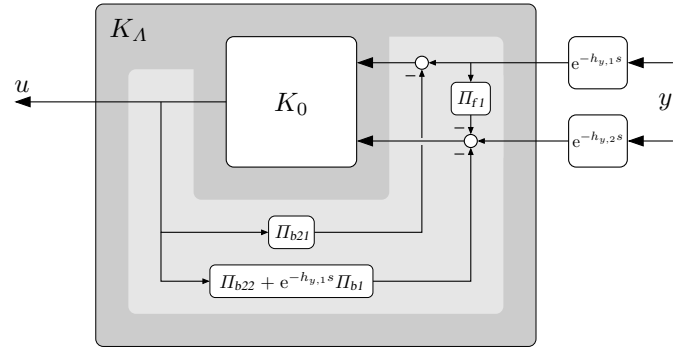 K_Λ
e^{−h_{y,1}s}
u
K_0
−
Π_{f1}
y
−
−
e^{−h_{y,2}s}
Π_{b21}
Π_{b22} + e^{−h_{y,1}s}Π_{b1}